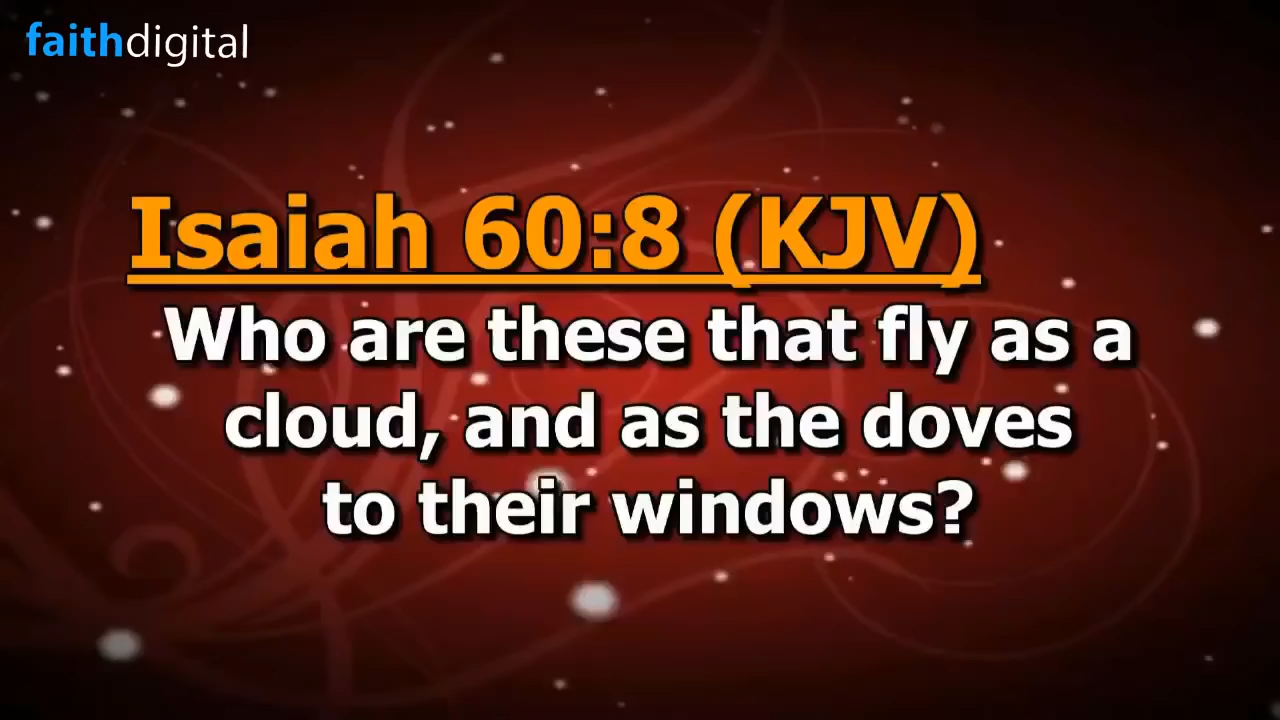 faithdigital
Isaiah 60:8 (KJV)
Who are these that fly as a
cloud, and as the doves
to their windows?